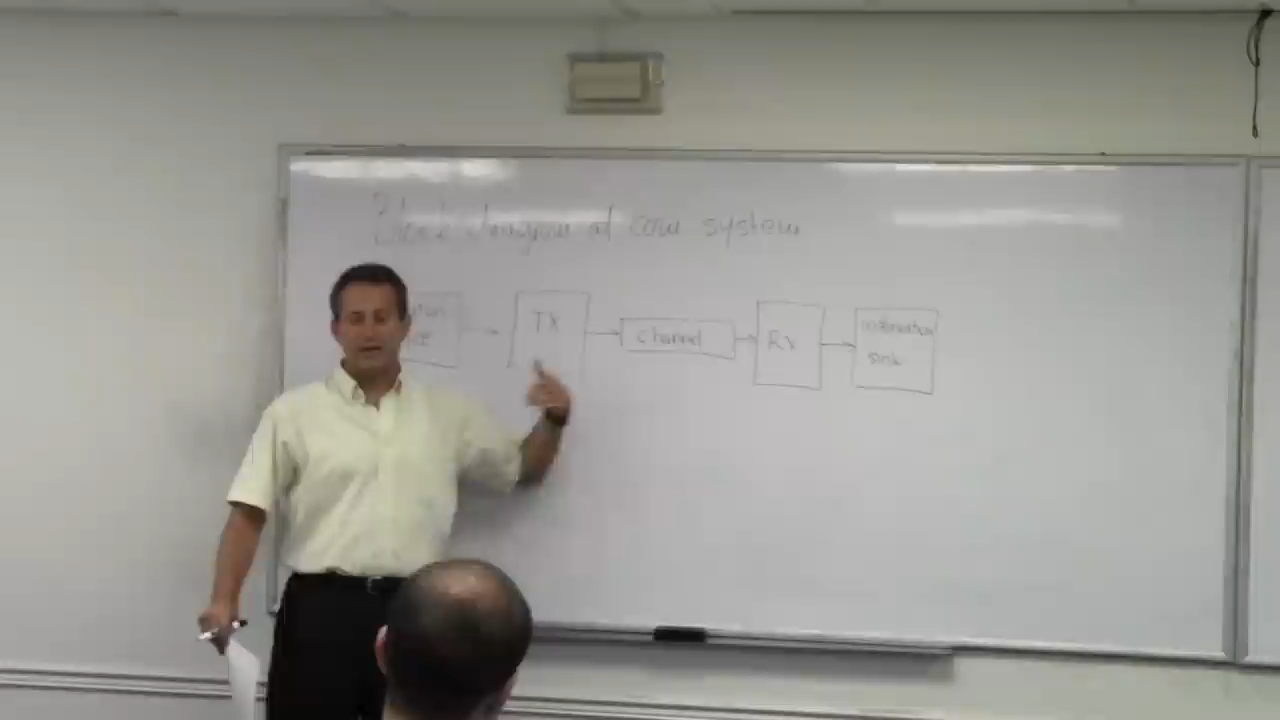 Block diagram of com system
TX
channel
Rx
information
sink